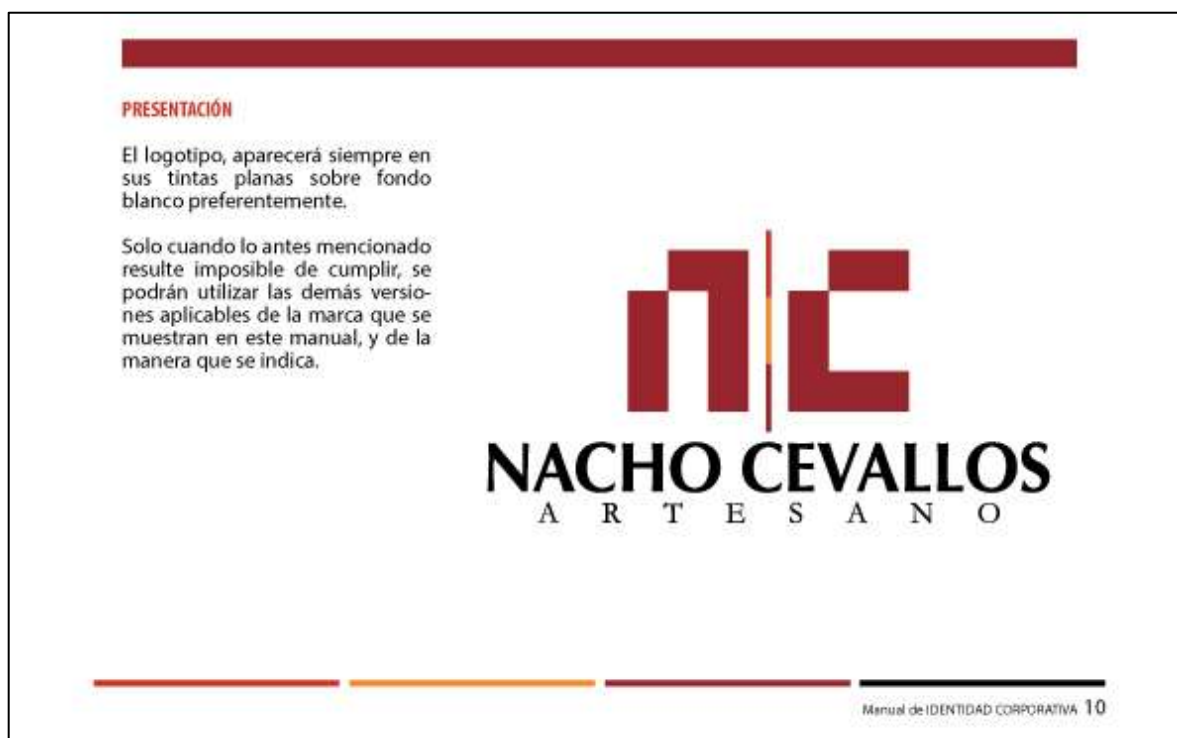 PRESENTACIÓN
El logotipo, aparecerá siempre en
sus tintas planas sobre fondo
blanco preferentemente.
Solo cuando lo antes mencionado
resulte imposible de cumplir, se
podrán utilizar las demás versio-
nes aplicables de la marca que se
muestran en este manual, y de la
manera que se indica.
n|c
NACHO CEVALLOS
ARTESANO
Manual de IDENTIDAD CORPORATIVA 10